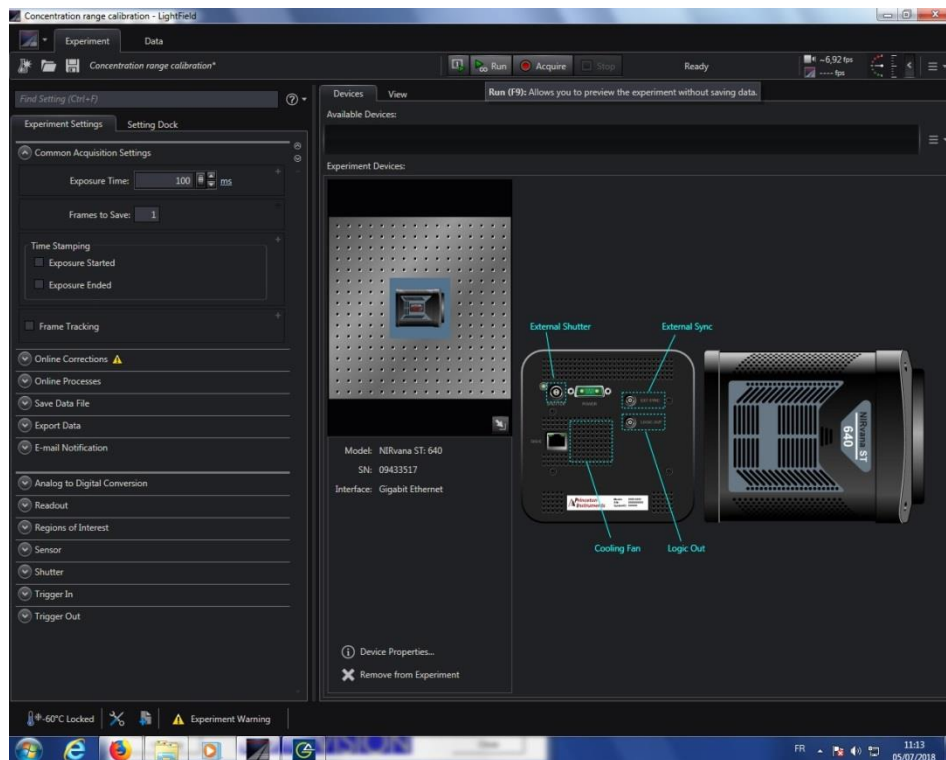 Concentration range calibration - LightField
Experiment Data
Concentration range calibration*
Run Acquire Stop Ready ~6,92 fps
---- fps
Find Setting (Ctrl+F)
Experiment Settings Setting Dock
Common Acquisition Settings
Exposure Time: 100 ms
Frames to Save: 1
Time Stamping
Exposure Started
Exposure Ended
Frame Tracking
Online Corrections
Online Processes
Save Data File
Export Data
E-mail Notification
Analog to Digital Conversion
Readout
Regions of Interest
Sensor
Shutter
Trigger In
Trigger Out
Devices View
Run (F9): Allows you to preview the experiment without saving data.
Available Devices:
Experiment Devices:
Model: NIRvana ST: 640
SN: 09433517
Interface: Gigabit Ethernet
Device Properties...
Remove from Experiment
External Shutter External Sync
POWER
LOGIC OUT
Princeton
Instruments
Cooling Fan Logic Out
NIRvana ST
640
-60°C Locked Experiment Warning
VISION
FR 11:13
05/07/2018